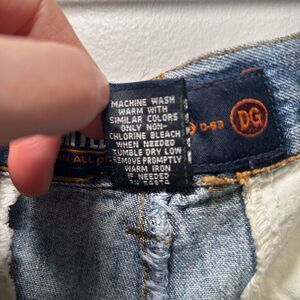 MACHINE WASH
WARM WITH
SIMILAR COLORS
ONLY NON-
CHLORINE BLEACH
WHEN NEEDED
TUMBLE DRY LOW
REMOVE PROMPTLY
WARM IRON
IF NEEDED
DG